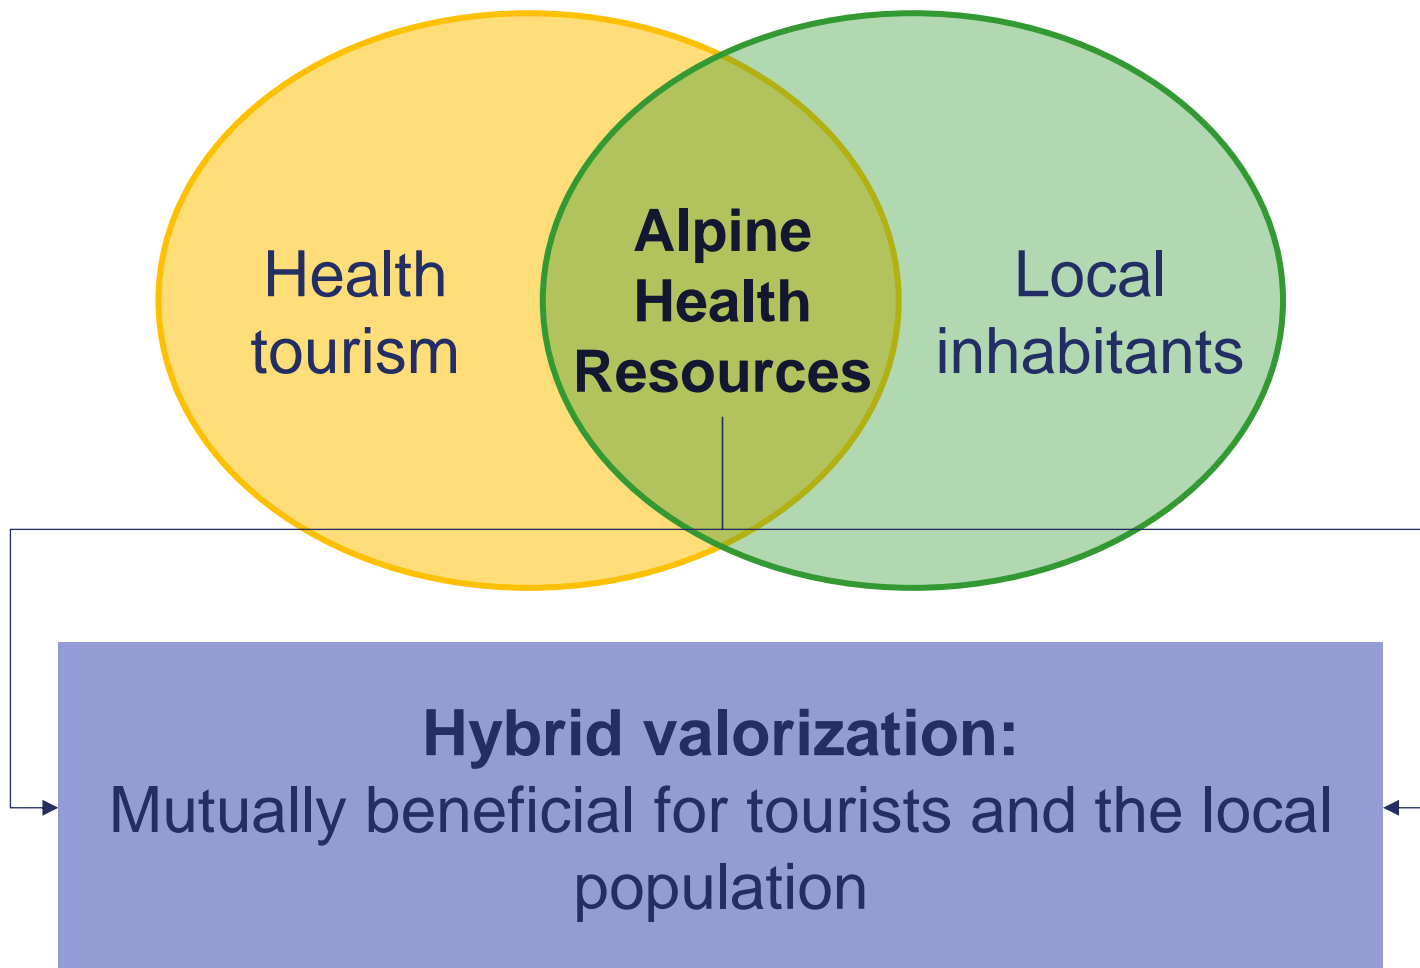 Health
tourism
Alpine
Health
Resources
Local
inhabitants
Hybrid valorization:
Mutually beneficial for tourists and the local
population